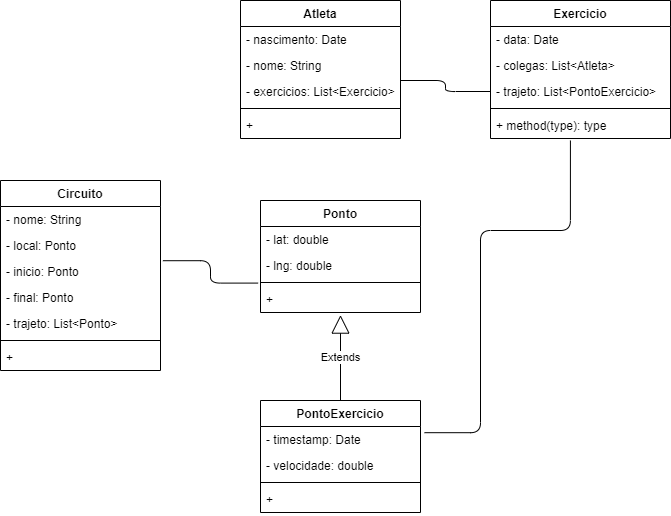 Atleta
- nascimento: Date
- nome: String
- exercicios: List<Exercicio>
+
Exercicio
- data: Date
- colegas: List<Atleta>
- trajeto: List<PontoExercicio>
+ method(type): type
Circuito
- nome: String
- local: Ponto
- inicio: Ponto
- final: Ponto
- trajeto: List<Ponto>
+
Ponto
- lat: double
- lng: double
+
Extends
PontoExercicio
- timestamp: Date
- velocidade: double
+